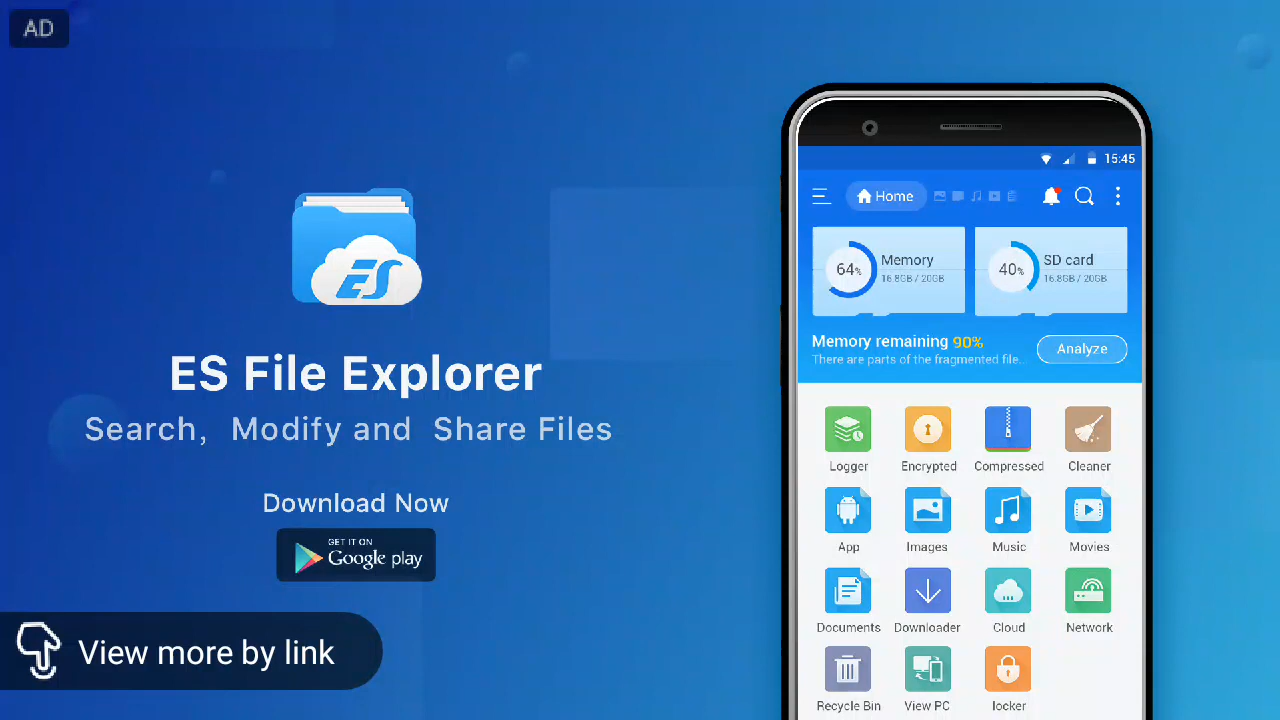 AD
ES
ES File Explorer
Search, Modify and Share Files
Download Now
GET IT ON
Google play
View more by link
15:45
Home
64%
Memory
16.8GB / 20GB
40%
SD card
16.8GB / 20GB
Memory remaining 90%
There are parts of the fragmented file...
Analyze
Logger Encrypted Compressed Cleaner
App Images Music Movies
Documents Downloader Cloud Network
Recycle Bin View PC locker